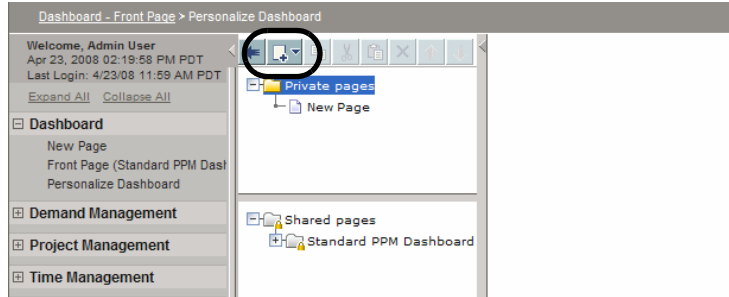 Dashboard - Front Page > Personalize Dashboard
Welcome, Admin User
Apr 23, 2008 02:19:58 PM PDT
Last Login: 4/23/08 11:59 AM PDT
Expand All Collapse All
Dashboard
New Page
Front Page (Standard PPM Dash
Personalize Dashboard
Demand Management
Project Management
Time Management
Private pages
New Page
Shared pages
Standard PPM Dashboard